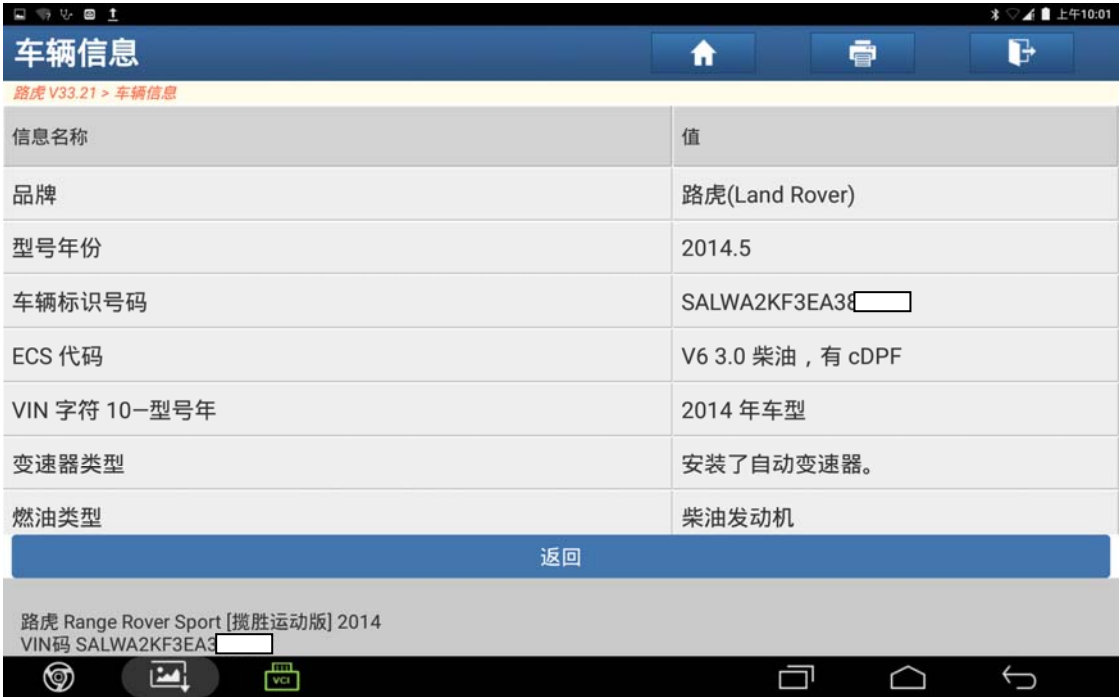 上午10:01
车辆信息
路虎 V33.21 > 车辆信息
信息名称 值
品牌 路虎(Land Rover)
型号年份 2014.5
车辆标识号码 SALWA2KF3EA38
ECS 代码 V6 3.0 柴油，有 cDPF
VIN 字符 10—型号年 2014 年车型
变速器类型 安装了自动变速器。
燃油类型 柴油发动机
返回
路虎 Range Rover Sport [揽胜运动版] 2014
VIN码 SALWA2KF3EA3
VCI